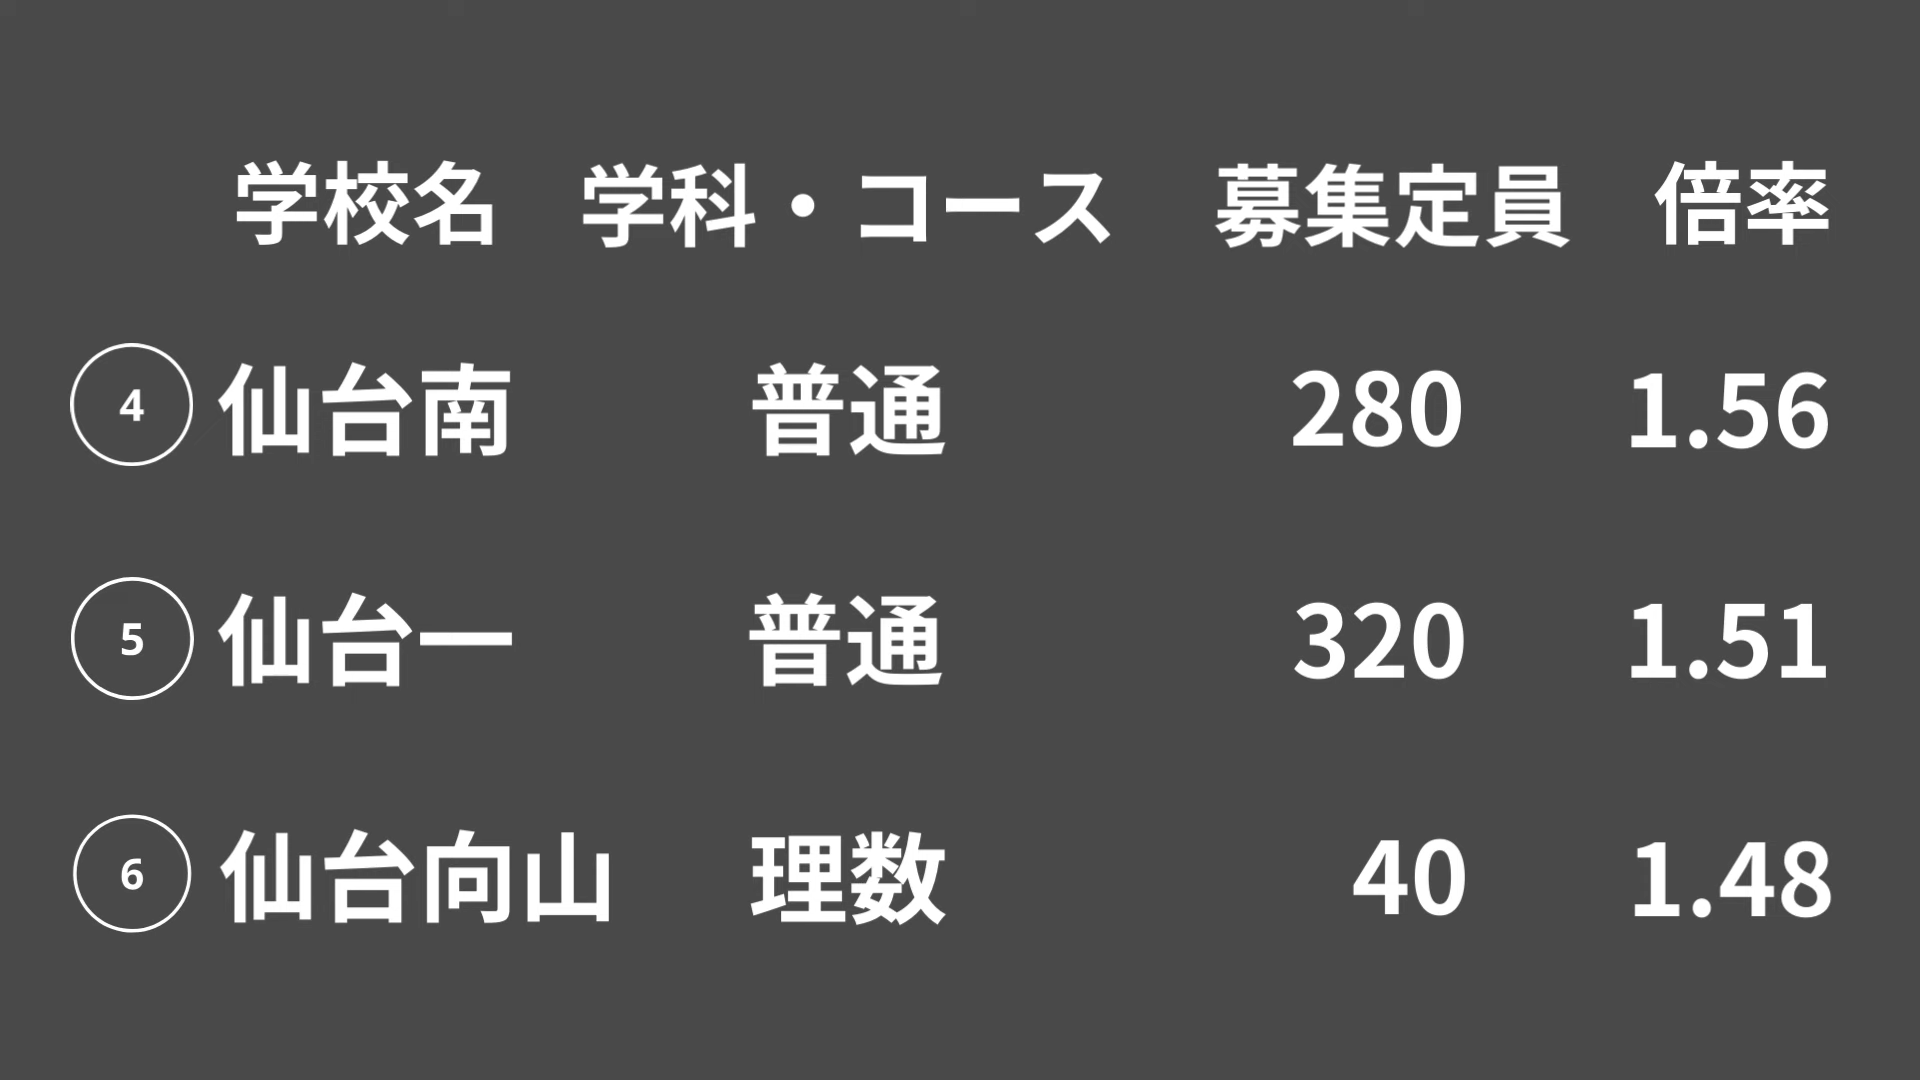 学校名 学科・コース 募集定員 倍率
4 仙台南 普通 280 1.56
5 仙台一 普通 320 1.51
6 仙台向山 理数 40 1.48